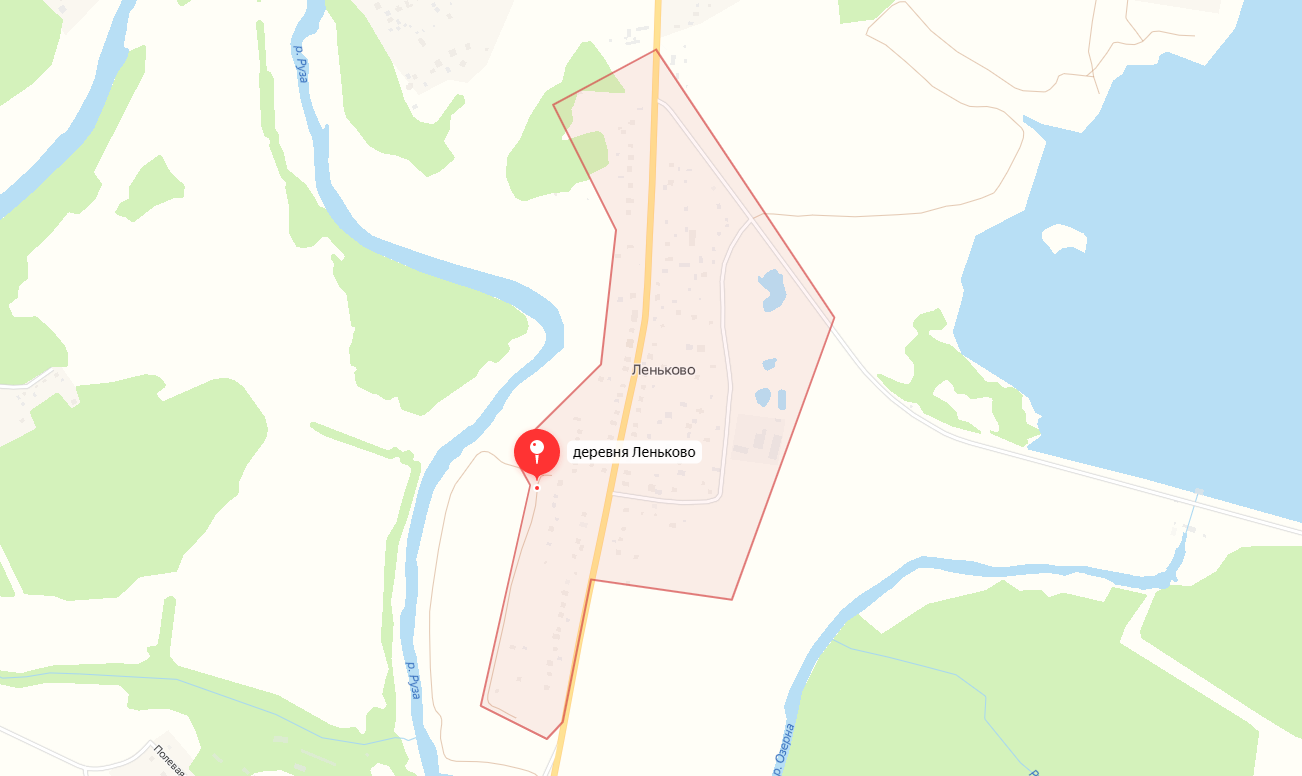 р. Руза
Леньково
деревня Леньково
р. Руза
р. Озерна
Полевая